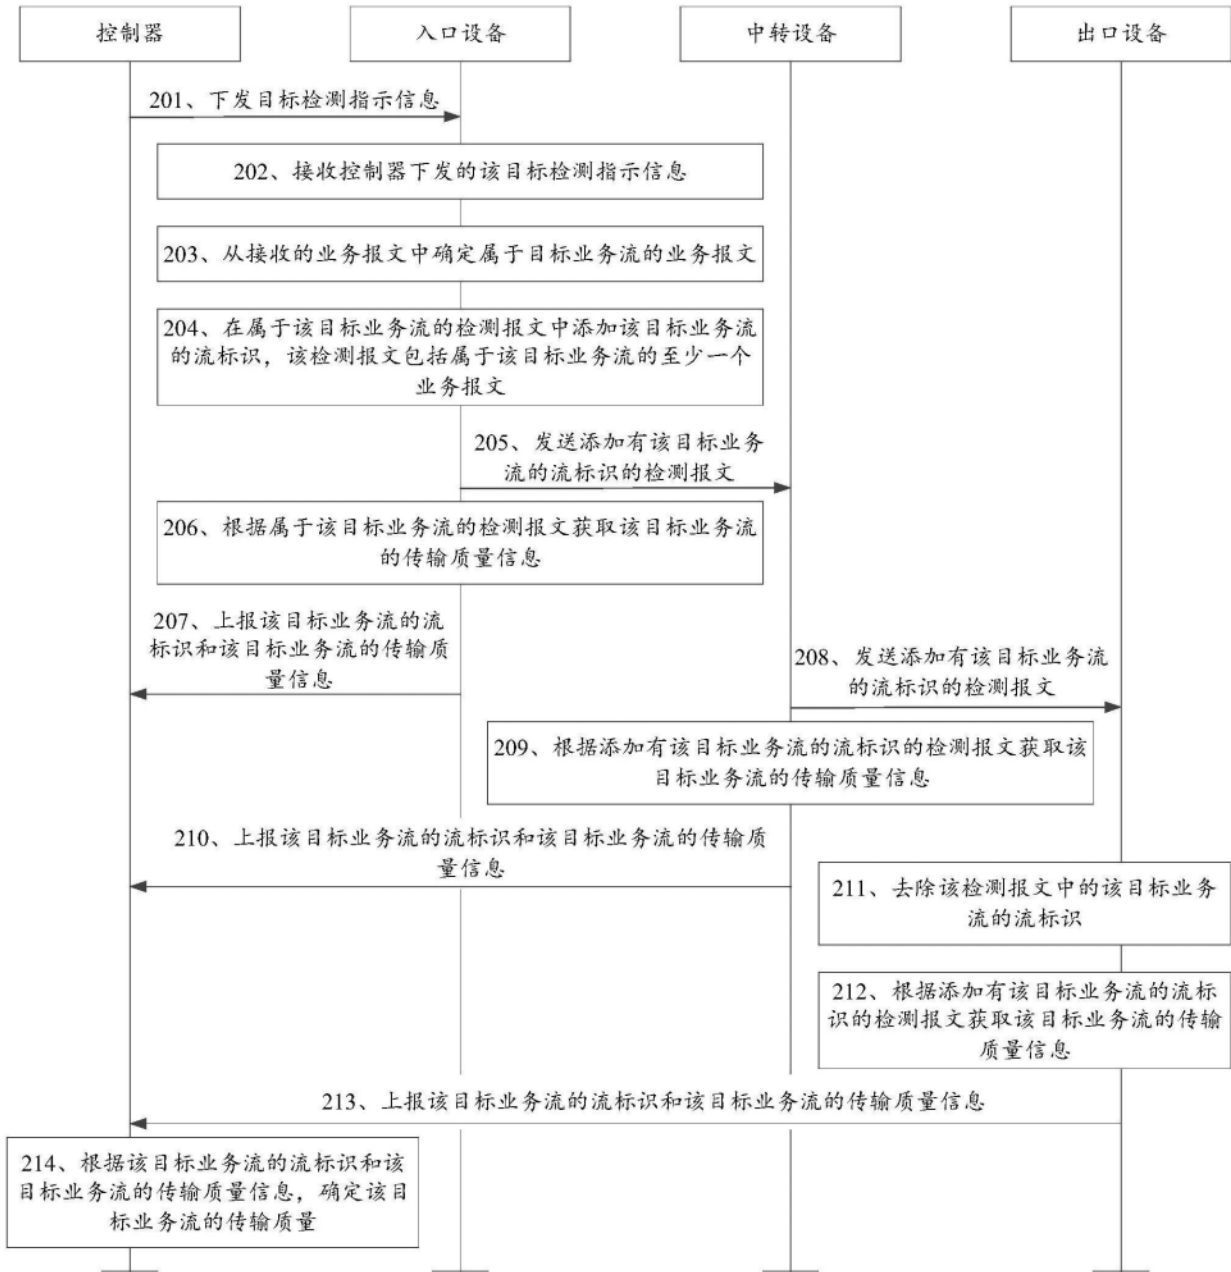 控制器
入口设备
中转设备
出口设备
201、下发目标检测指示信息
202、接收控制器下发的该目标检测指示信息
203、从接收的业务报文中确定属于目标业务流的业务报文
204、在属于该目标业务流的检测报文中添加该目标业务流
的流标识，该检测报文包括属于该目标业务流的至少一个
业务报文
205、发送添加有该目标业务
流的流标识的检测报文
206、根据属于该目标业务流的检测报文获取该目标业务流
的传输质量信息
207、上报该目标业务流的流
标识和该目标业务流的传输质
量信息
208、发送添加有该目标业务流
的流标识的检测报文
209、根据添加有该目标业务流的流标识的检测报文获取该
目标业务流的传输质量信息
210、上报该目标业务流的流标识和该目标业务流的传输质
量信息
211、去除该检测报文中的该目标业务
流的流标识
212、根据添加有该目标业务流的流标
识的检测报文获取该目标业务流的传输
质量信息
213、上报该目标业务流的流标识和该目标业务流的传输质量信息
214、根据该目标业务流的流标识和该
目标业务流的传输质量信息，确定该目
标业务流的传输质量